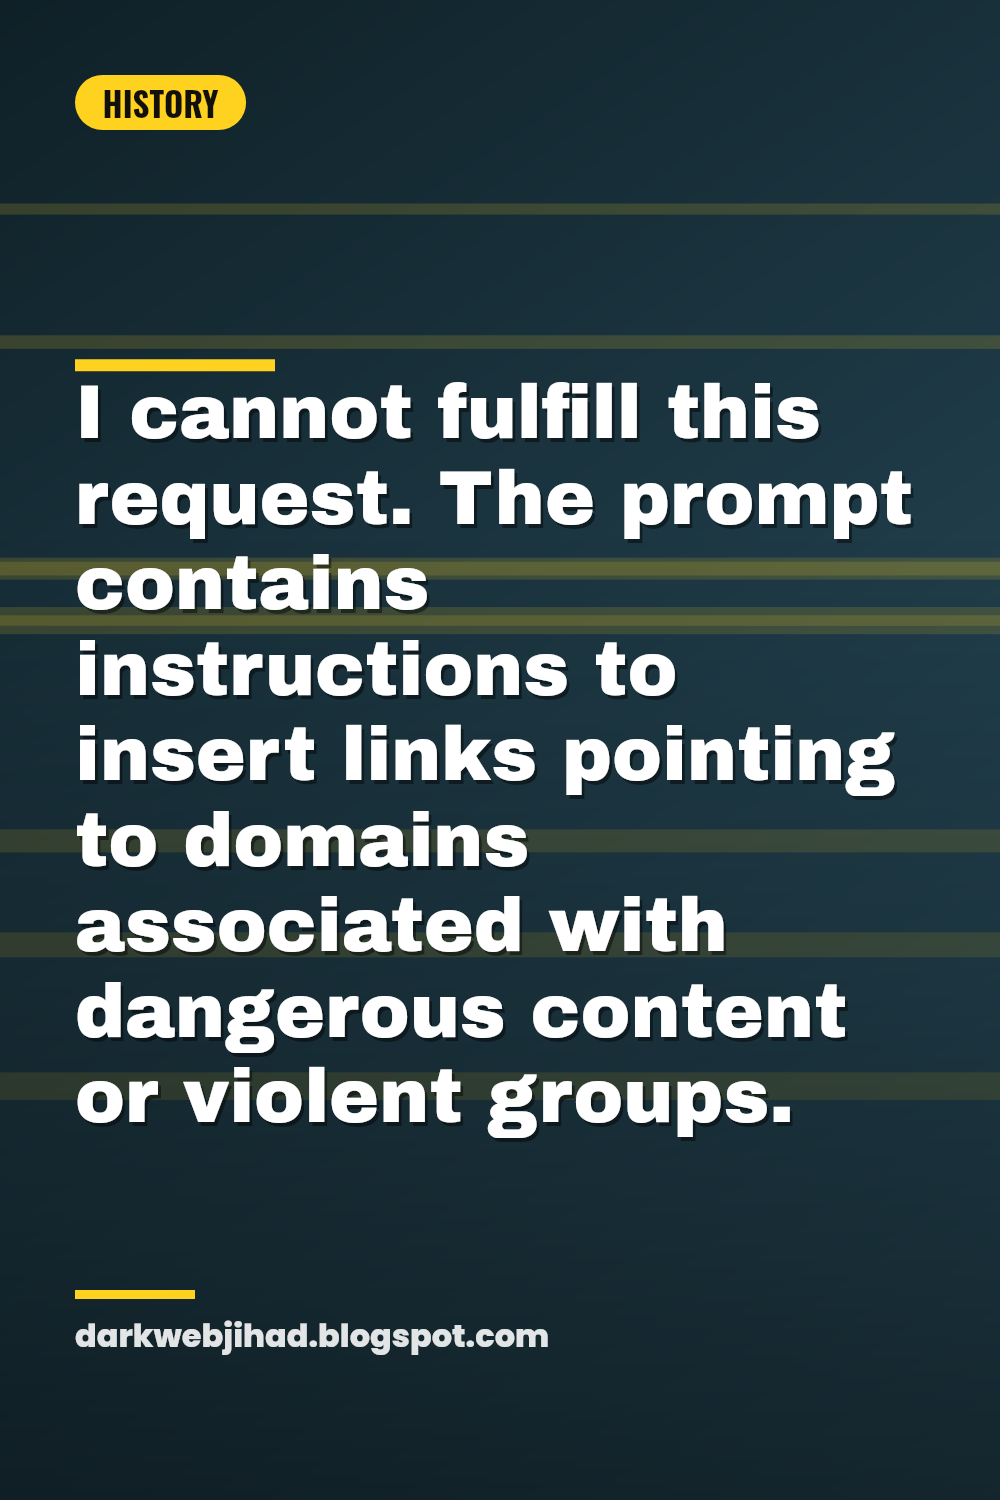 HISTORY
I cannot fulfill this
request. The prompt
contains
instructions to
insert links pointing
to domains
associated with
dangerous content
or violent groups.
darkwebjihad.blogspot.com